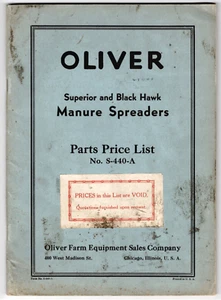 OLIVER
Superior and Black Hawk
Manure Spreaders
Parts Price List
No. S-440-A
PRICES in this List are VOID.
Quotations furnished upon request.
Oliver Farm Equipment Sales Company
400 West Madison St. Chicago, Illinois, U. S. A.